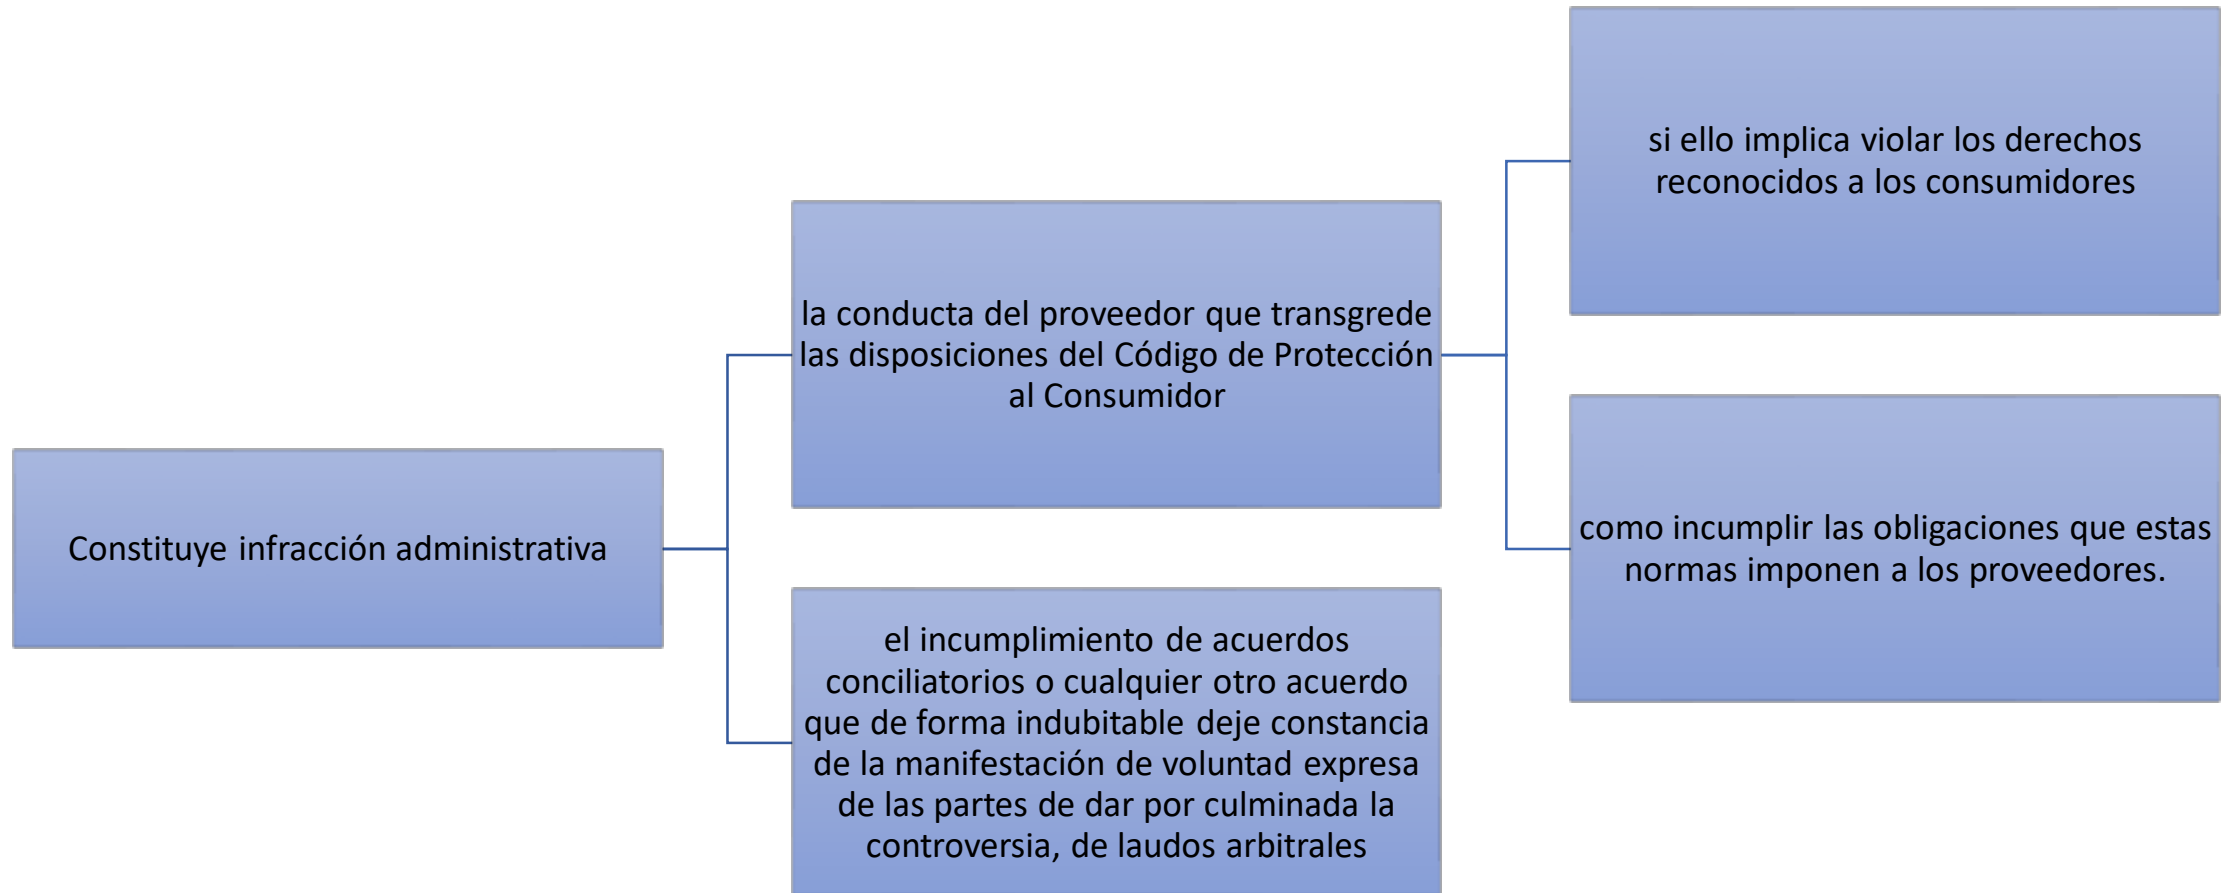 Constituye infracción administrativa
la conducta del proveedor que transgrede
las disposiciones del Código de Protección
al Consumidor
si ello implica violar los derechos
reconocidos a los consumidores
como incumplir las obligaciones que estas
normas imponen a los proveedores.
el incumplimiento de acuerdos
conciliatorios o cualquier otro acuerdo
que de forma indubitable deje constancia
de la manifestación de voluntad expresa
de las partes de dar por culminada la
controversia, de laudos arbitrales